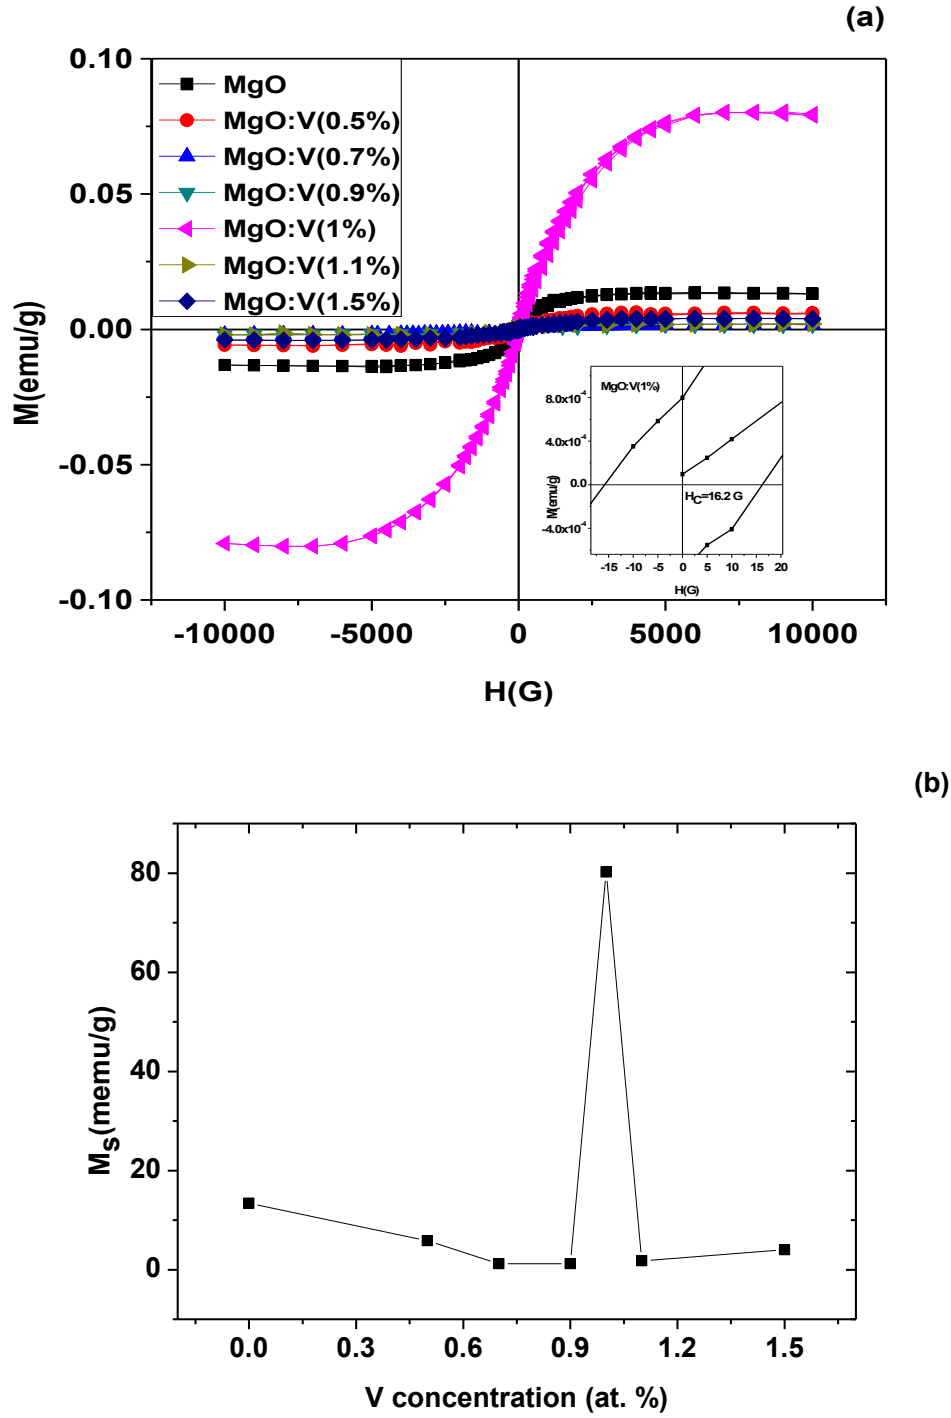 (a)
0.10
MgO
MgO:V(0.5%)
MgO:V(0.7%)
MgO:V(0.9%)
MgO:V(1%)
MgO:V(1.1%)
MgO:V(1.5%)
0.05
0.00
-0.05
-0.10
M(emu/g)
-10000 -5000 0 5000 10000
H(G)
MgO:V(1%)
8.0x10⁻⁴
4.0x10⁻⁴
0.0
-4.0x10⁻⁴
M(emu/g)
H_C=16.2 G
-15 -10 -5 0 5 10 15 20
H(G)
(b)
80
60
40
20
0
M_S(memu/g)
0.0 0.3 0.6 0.9 1.2 1.5
V concentration (at. %)